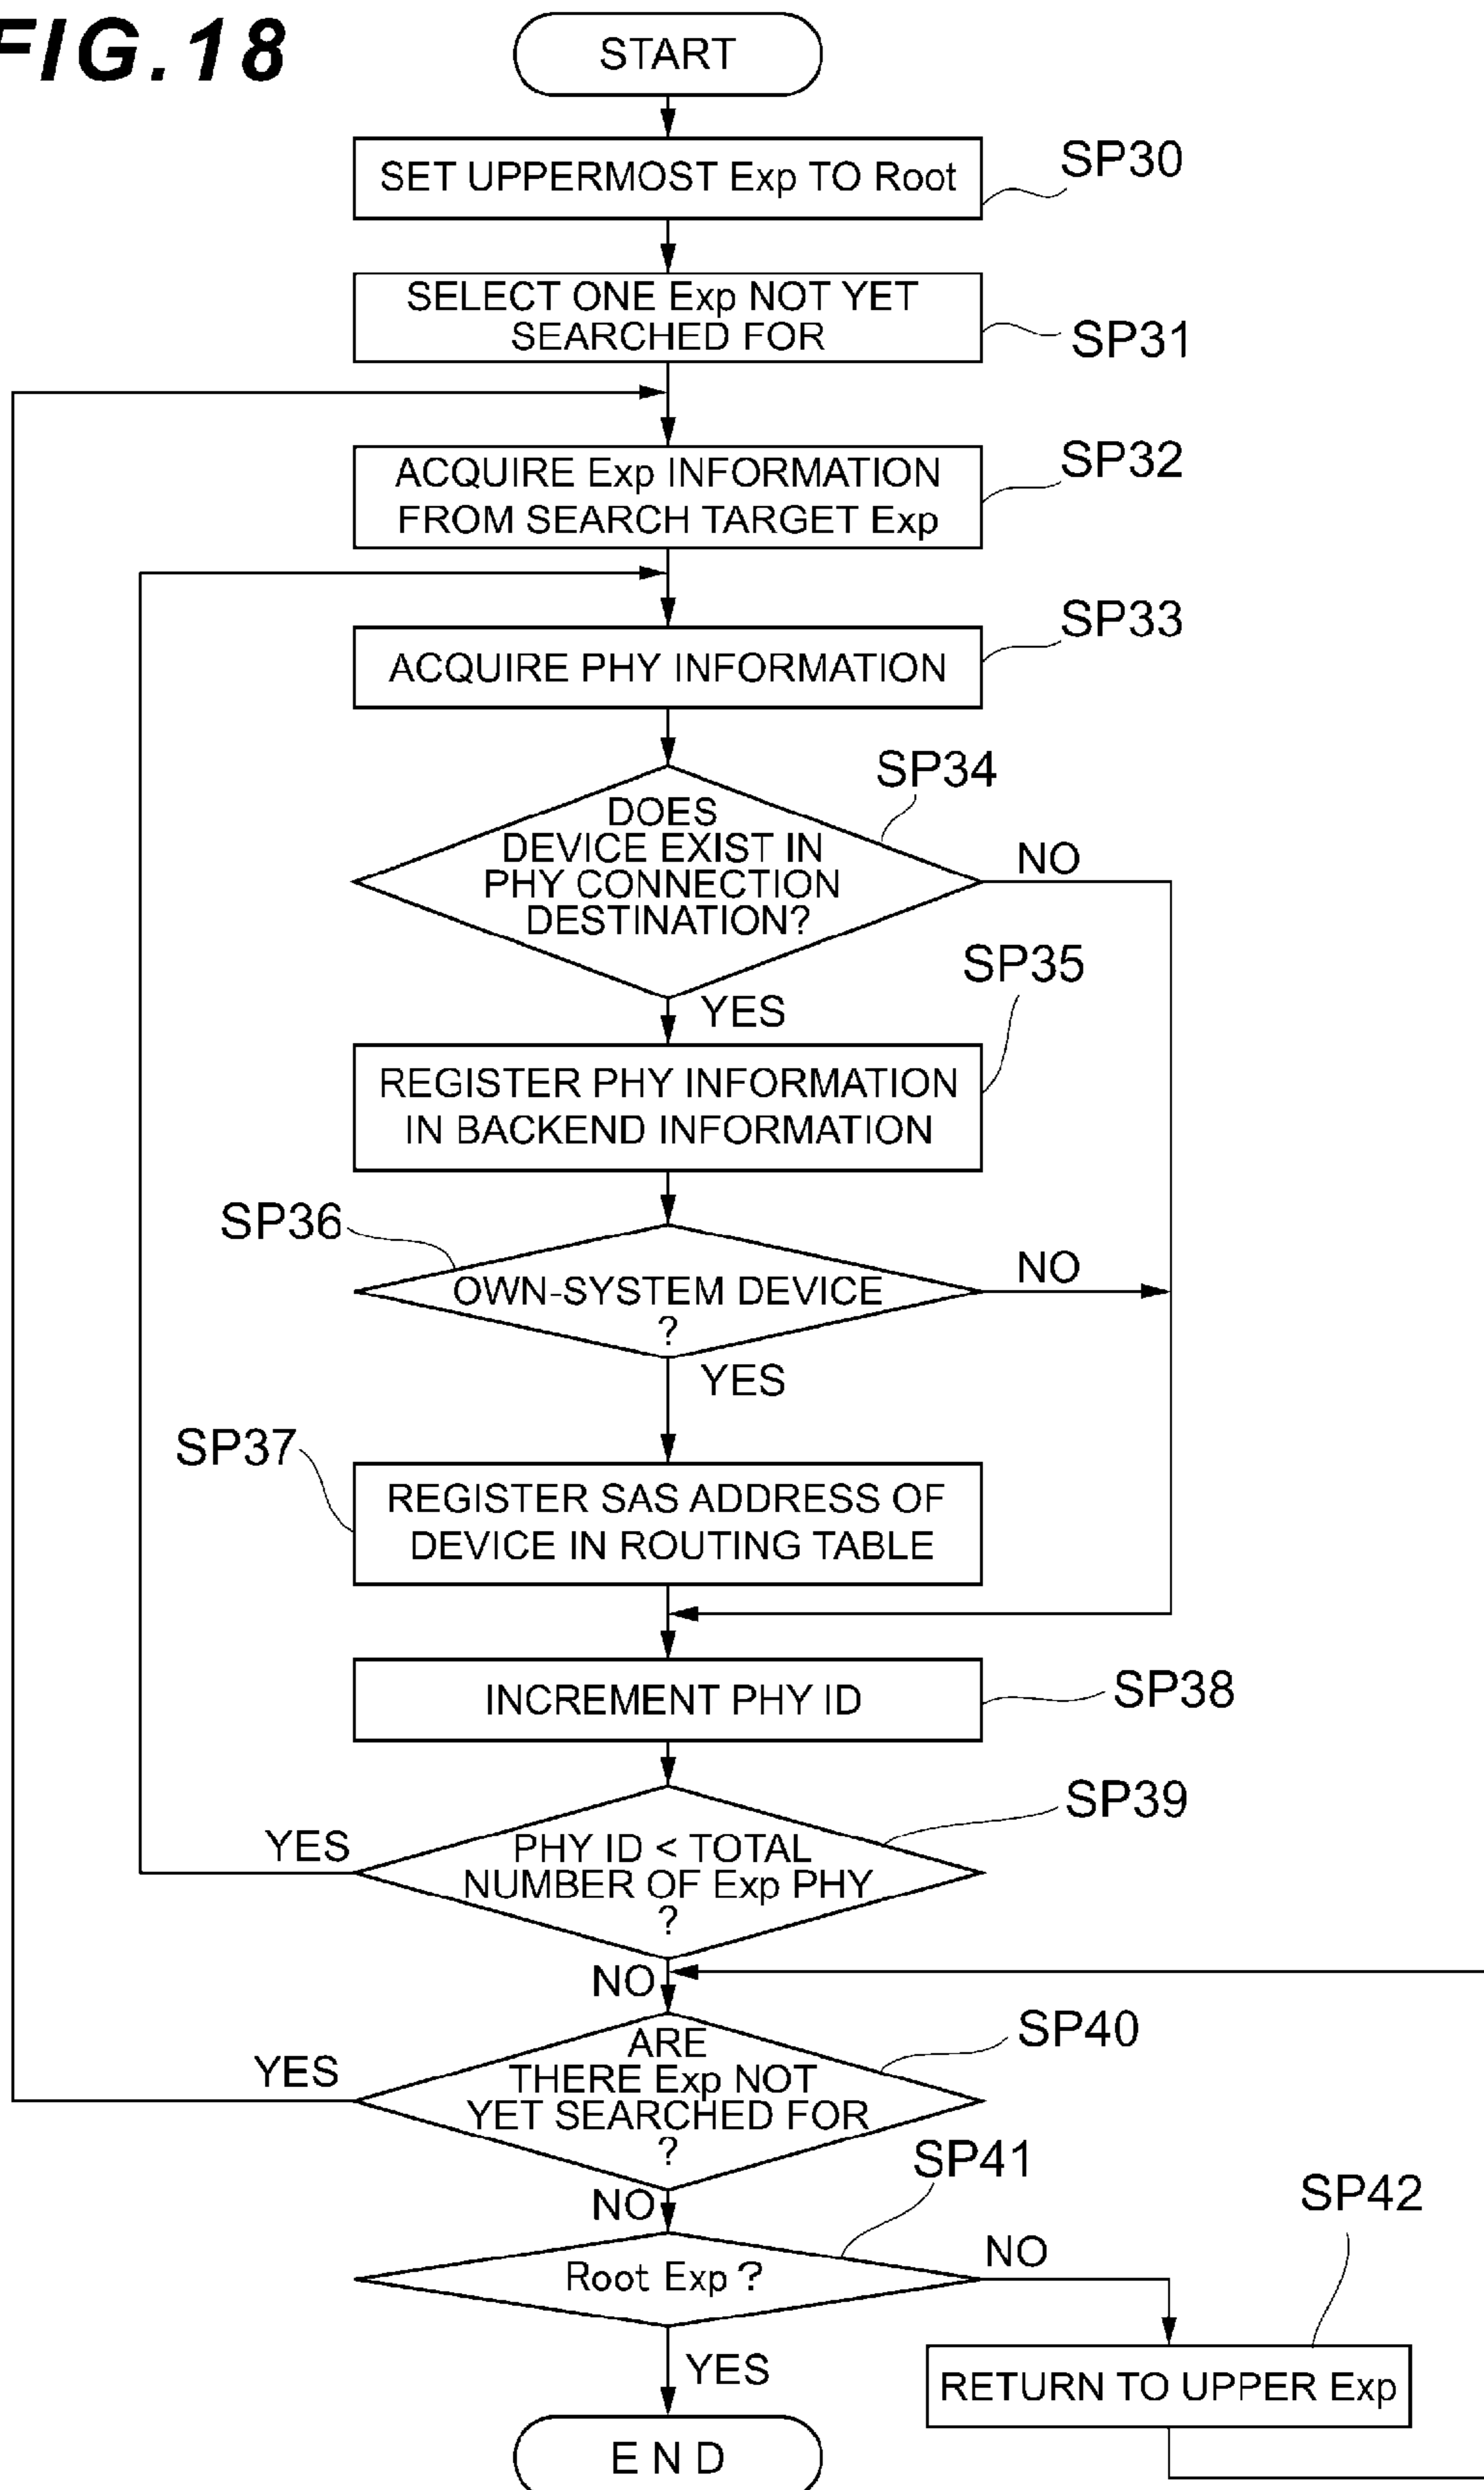 FIG.18
START
SET UPPERMOST Exp TO Root
SP30
SELECT ONE Exp NOT YET
SEARCHED FOR
SP31
ACQUIRE Exp INFORMATION
FROM SEARCH TARGET Exp
SP32
ACQUIRE PHY INFORMATION
SP33
SP34
DOES
DEVICE EXIST IN
PHY CONNECTION
DESTINATION?
NO
YES
SP35
REGISTER PHY INFORMATION
IN BACKEND INFORMATION
SP36
OWN-SYSTEM DEVICE
?
NO
YES
SP37
REGISTER SAS ADDRESS OF
DEVICE IN ROUTING TABLE
INCREMENT PHY ID
SP38
SP39
YES
PHY ID < TOTAL
NUMBER OF Exp PHY
?
NO
SP40
YES
ARE
THERE Exp NOT
YET SEARCHED FOR
?
NO
SP41
Root Exp ?
NO
SP42
YES
RETURN TO UPPER Exp
E N D